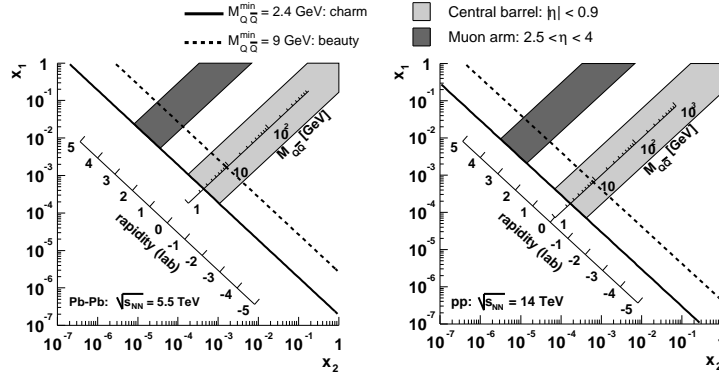 M^min_QQ̅ = 2.4 GeV: charm
M^min_QQ̅ = 9 GeV: beauty
Central barrel: |η| < 0.9
Muon arm: 2.5 < η < 4
x1
1
10^-1
10^-2
10^-3
10^-4
10^-5
10^-6
10^-7
5
4
3
2
1
0
-1
-2
-3
-4
-5
rapidity (lab)
1
10
10^2
M_QQ̅ [GeV]
Pb-Pb: √s_NN = 5.5 TeV
10^-7 10^-6 10^-5 10^-4 10^-3 10^-2 10^-1 1
x2
x1
1
10^-1
10^-2
10^-3
10^-4
10^-5
10^-6
10^-7
5
4
3
2
1
0
-1
-2
-3
-4
-5
rapidity (lab)
1
10
10^2
10^3
M_QQ̅ [GeV]
pp: √s_NN = 14 TeV
10^-7 10^-6 10^-5 10^-4 10^-3 10^-2 10^-1 1
x2